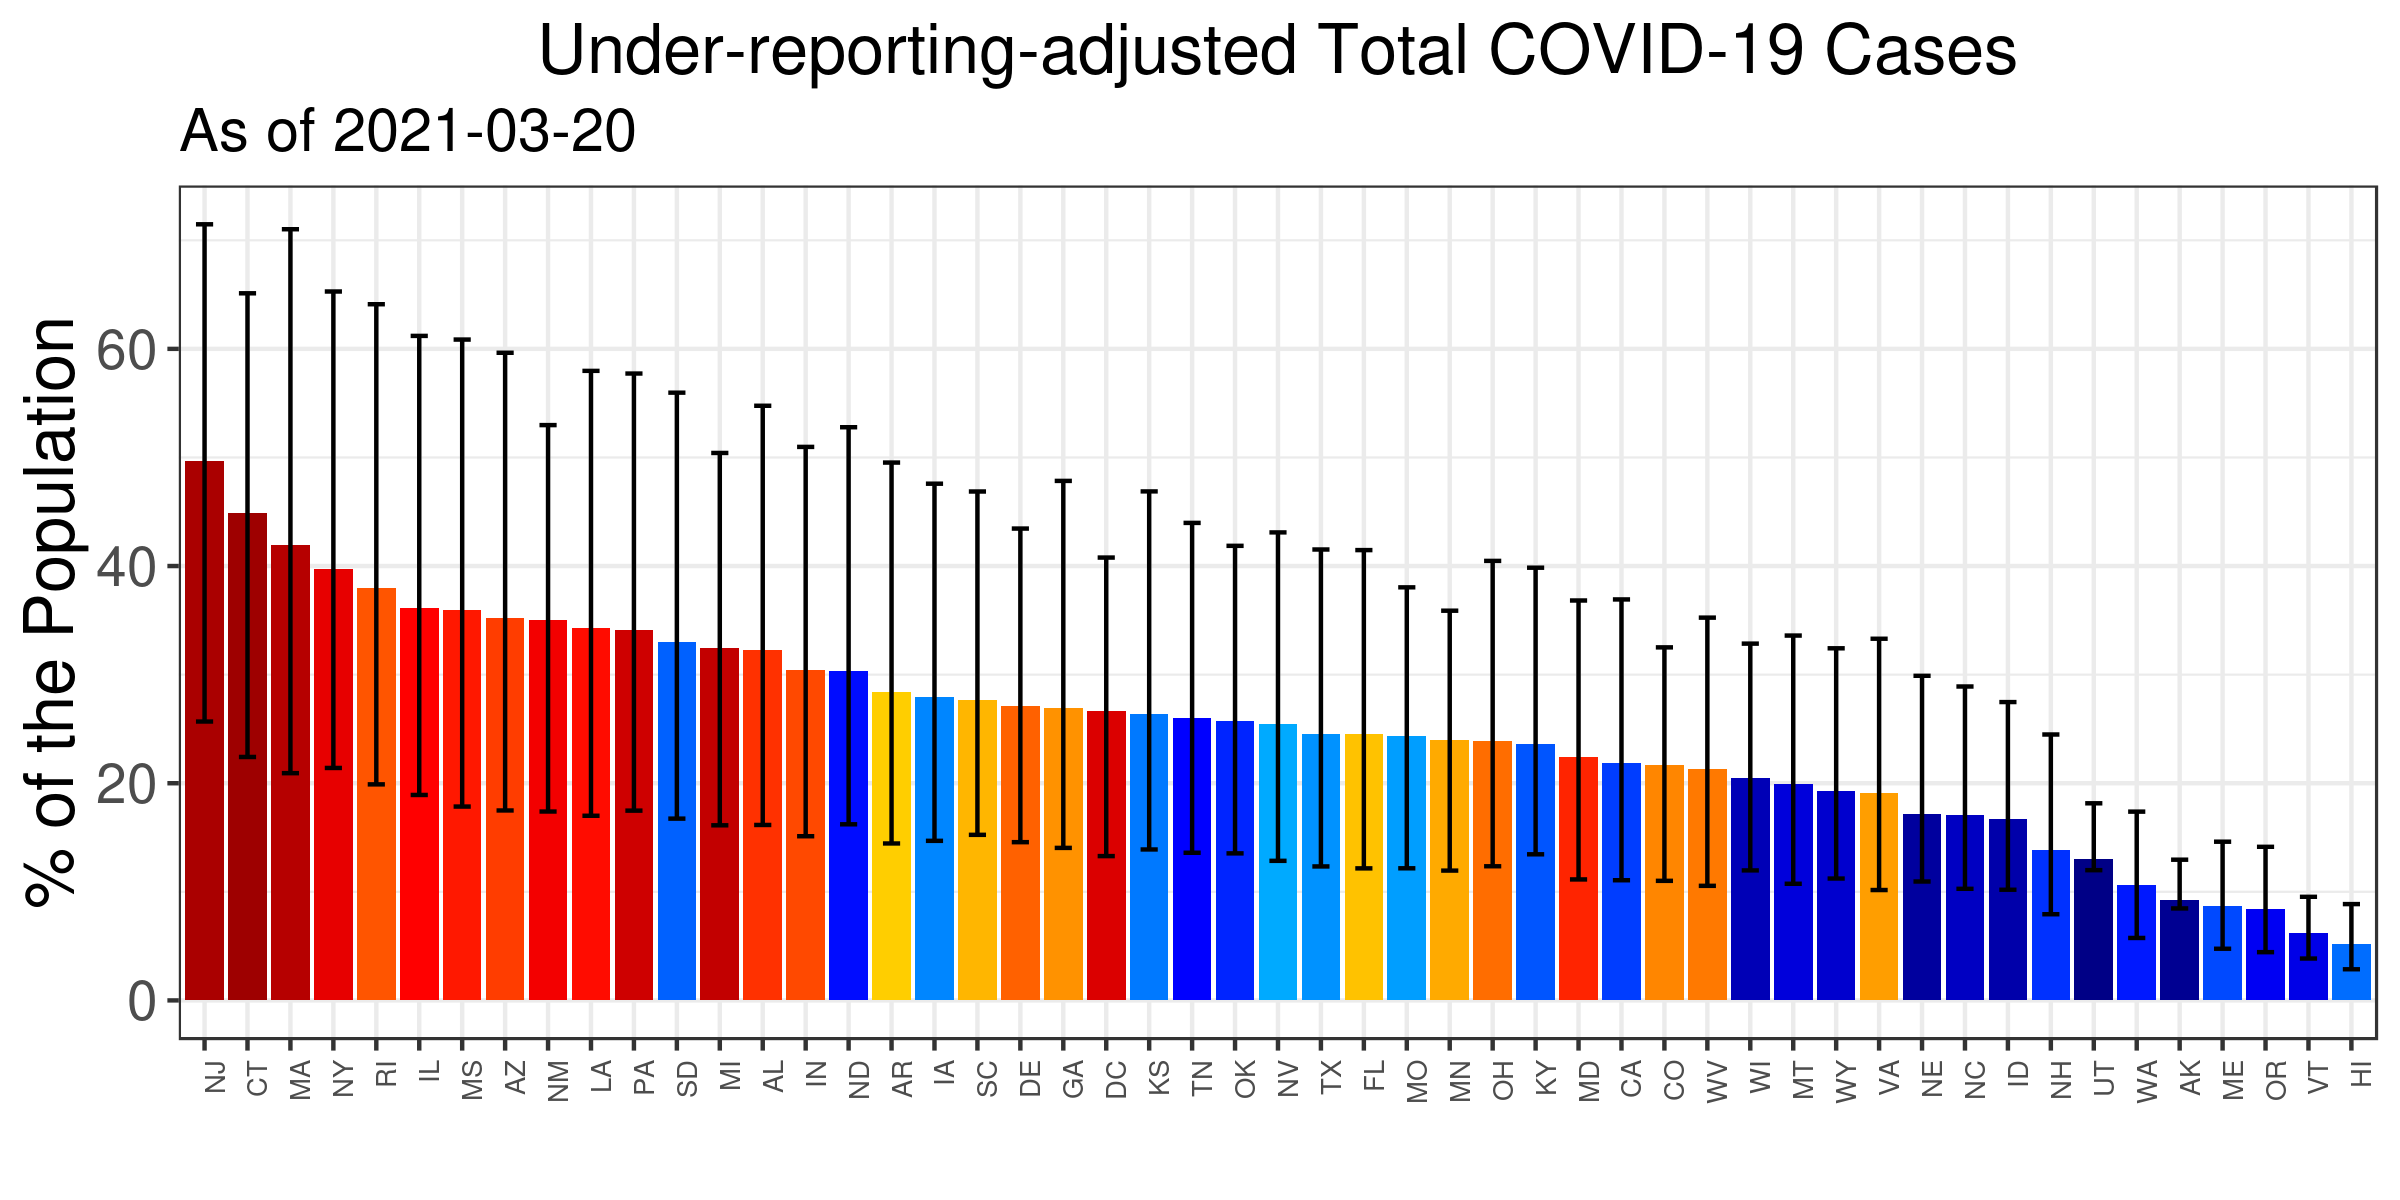 Under-reporting-adjusted Total COVID-19 Cases
As of 2021-03-20
% of the Population
60
40
20
0
NJ CT MA NY RI IL MS AZ NM LA PA SD MI AL IN ND AR IA SC DE GA DC KS TN OK NV TX FL MO MN OH KY MD CA CO WV WI MT WY VA NE NC ID NH UT WA AK ME OR VT HI